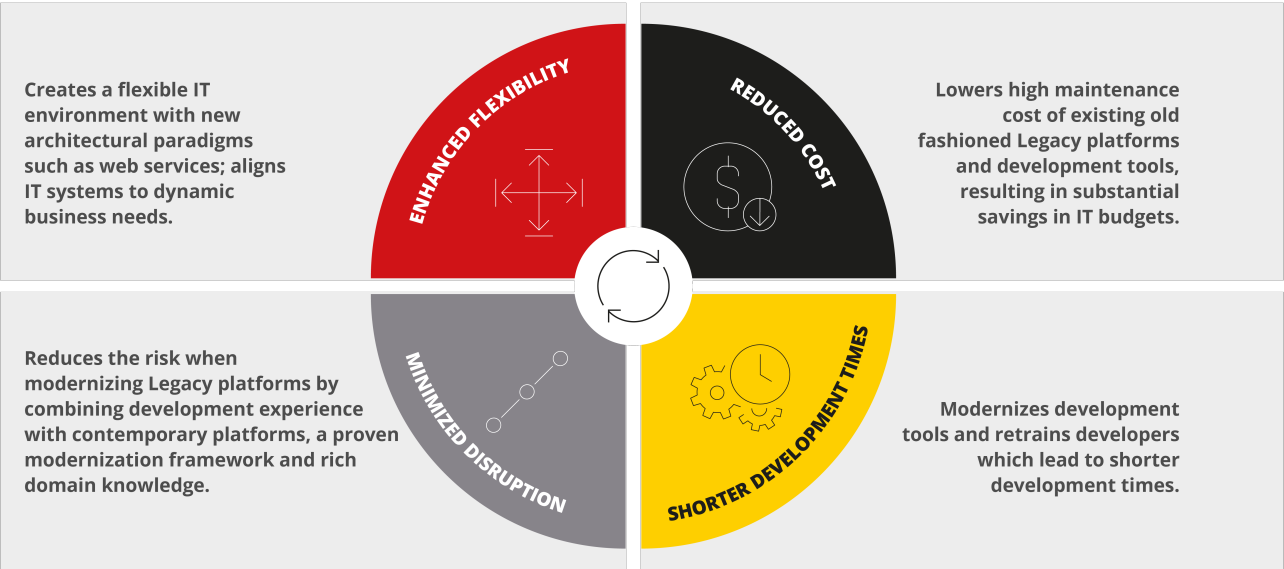 Creates a flexible IT
environment with new
architectural paradigms
such as web services; aligns
IT systems to dynamic
business needs.
ENHANCED FLEXIBILITY
REDUCED COST
$
Lowers high maintenance
cost of existing old
fashioned Legacy platforms
and development tools,
resulting in substantial
savings in IT budgets.
Reduces the risk when
modernizing Legacy platforms by
combining development experience
with contemporary platforms, a proven
modernization framework and rich
domain knowledge.
MINIMIZED DISRUPTION
SHORTER DEVELOPMENT TIMES
Modernizes development
tools and retrains developers
which lead to shorter
development times.